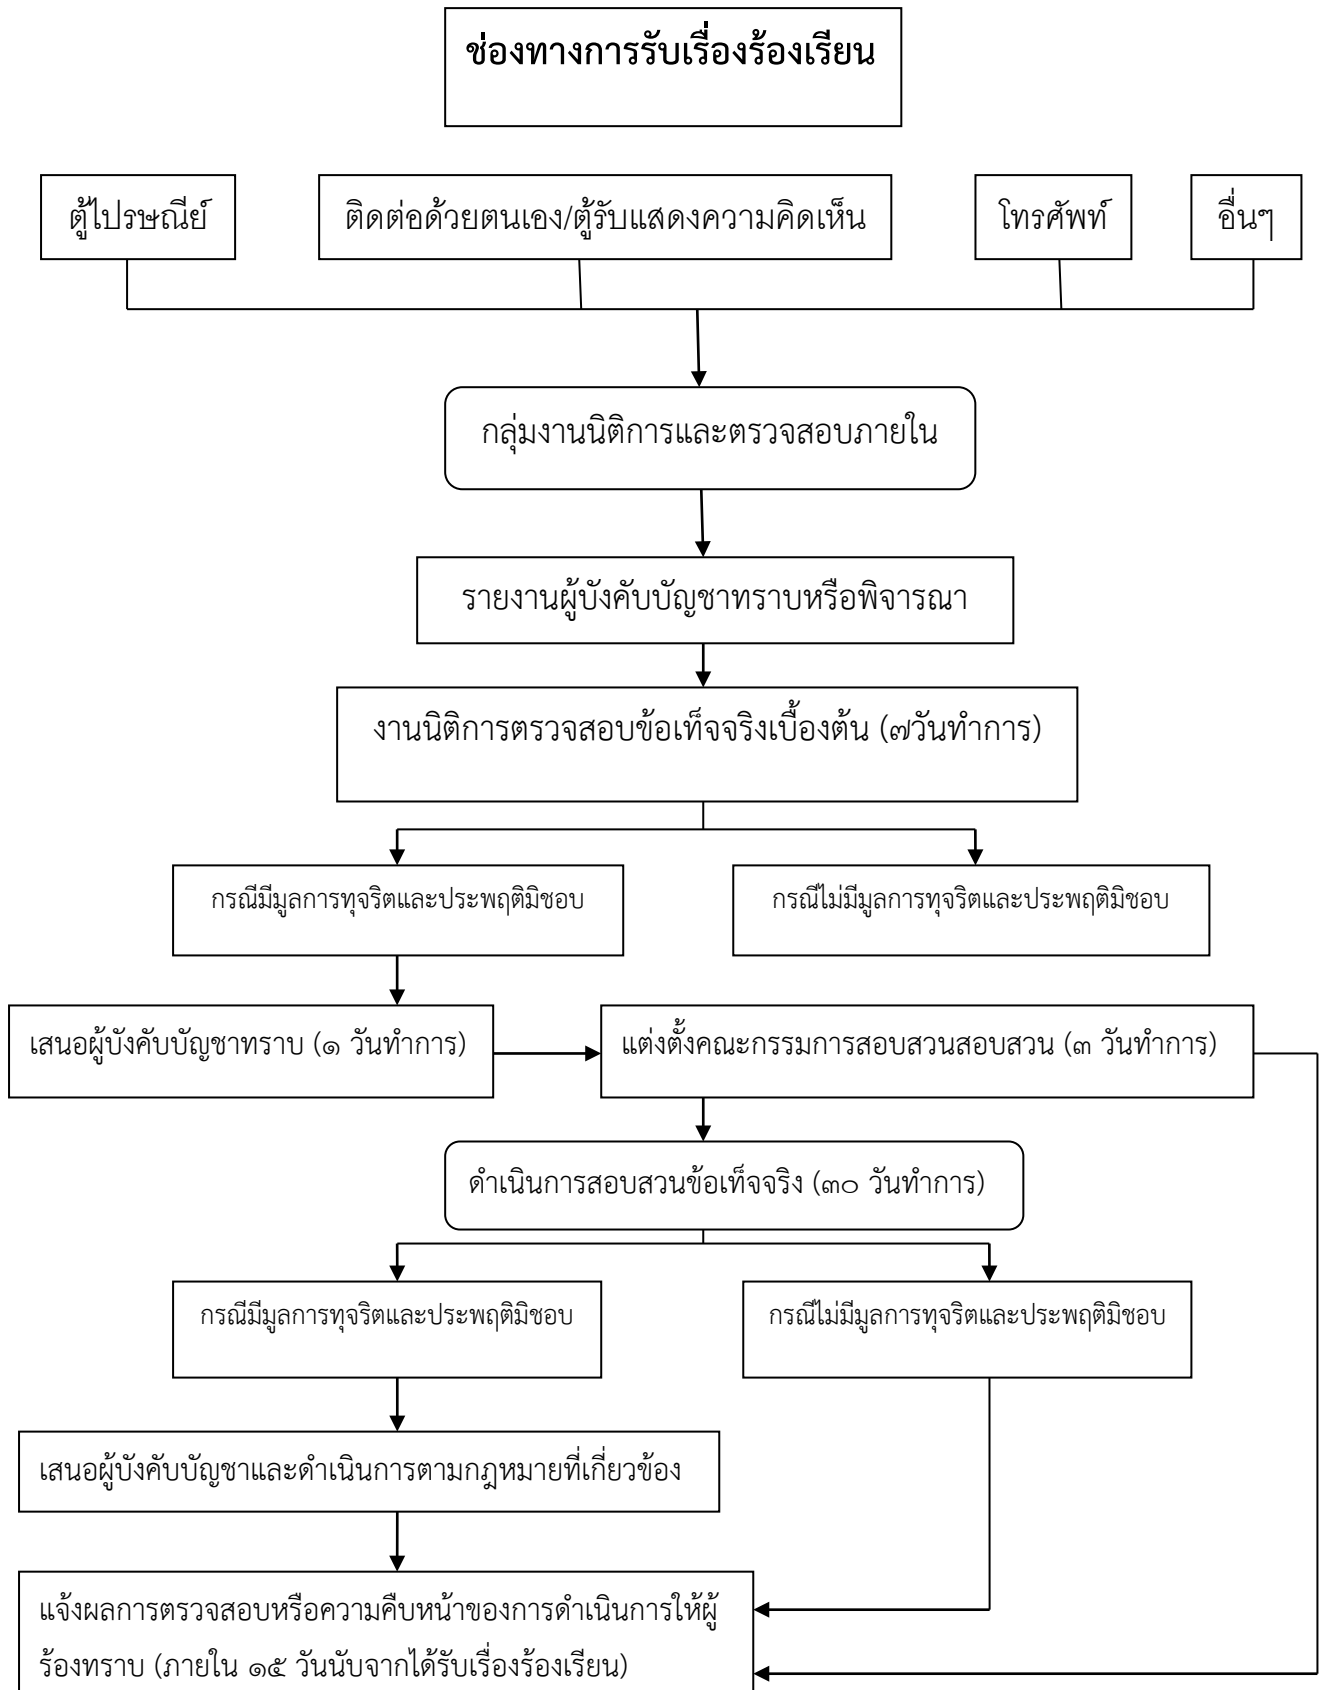 ช่องทางการรับเรื่องร้องเรียน
ตู้ไปรษณีย์
ติดต่อด้วยตนเอง/ตู้รับแสดงความคิดเห็น
โทรศัพท์
อื่นๆ
กลุ่มงานนิติการและตรวจสอบภายใน
รายงานผู้บังคับบัญชาทราบหรือพิจารณา
งานนิติการตรวจสอบข้อเท็จจริงเบื้องต้น (๗วันทำการ)
กรณีมีมูลการทุจริตและประพฤติมิชอบ
กรณีไม่มีมูลการทุจริตและประพฤติมิชอบ
เสนอผู้บังคับบัญชาทราบ (๑ วันทำการ)
แต่งตั้งคณะกรรมการสอบสวนสอบสวน (๓ วันทำการ)
ดำเนินการสอบสวนข้อเท็จจริง (๓๐ วันทำการ)
กรณีมีมูลการทุจริตและประพฤติมิชอบ
กรณีไม่มีมูลการทุจริตและประพฤติมิชอบ
เสนอผู้บังคับบัญชาและดำเนินการตามกฎหมายที่เกี่ยวข้อง
แจ้งผลการตรวจสอบหรือความคืบหน้าของการดำเนินการให้ผู้
ร้องทราบ (ภายใน ๑๕ วันนับจากได้รับเรื่องร้องเรียน)